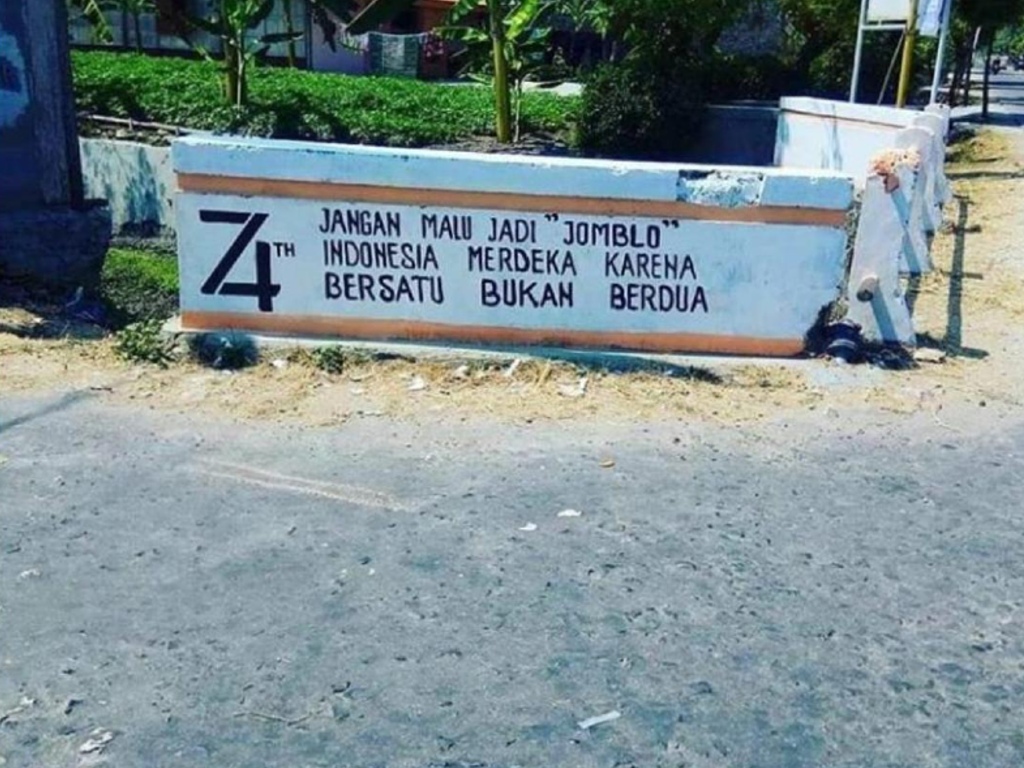 74TH
JANGAN MALU JADI "JOMBLO"
INDONESIA MERDEKA KARENA
BERSATU BUKAN BERDUA